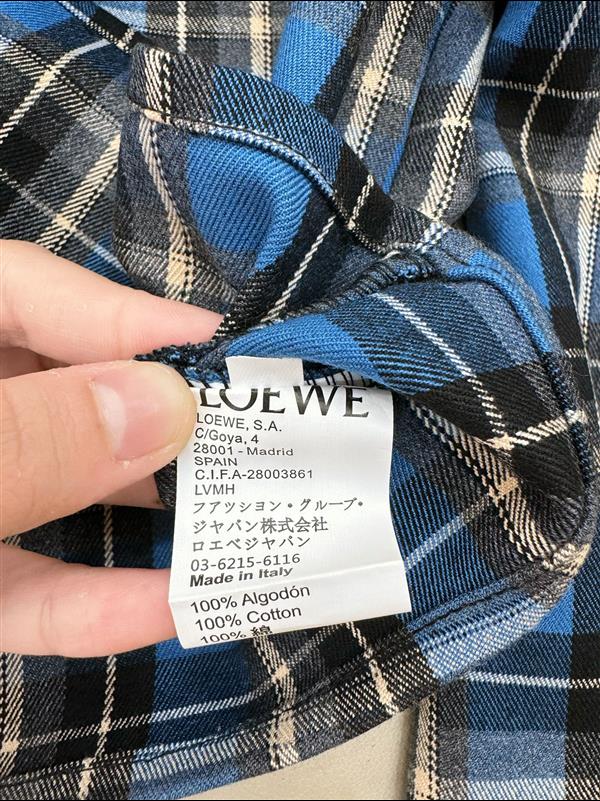 LOEWE
LOEWE, S.A.
C/Goya, 4
28001 - Madrid
SPAIN
C.I.F.A-28003861
LVMH
ファッション・グループ・
ジャパン株式会社
ロエベジャパン
03-6215-6116
Made in Italy
100% Algodón
100% Cotton
100% 綿